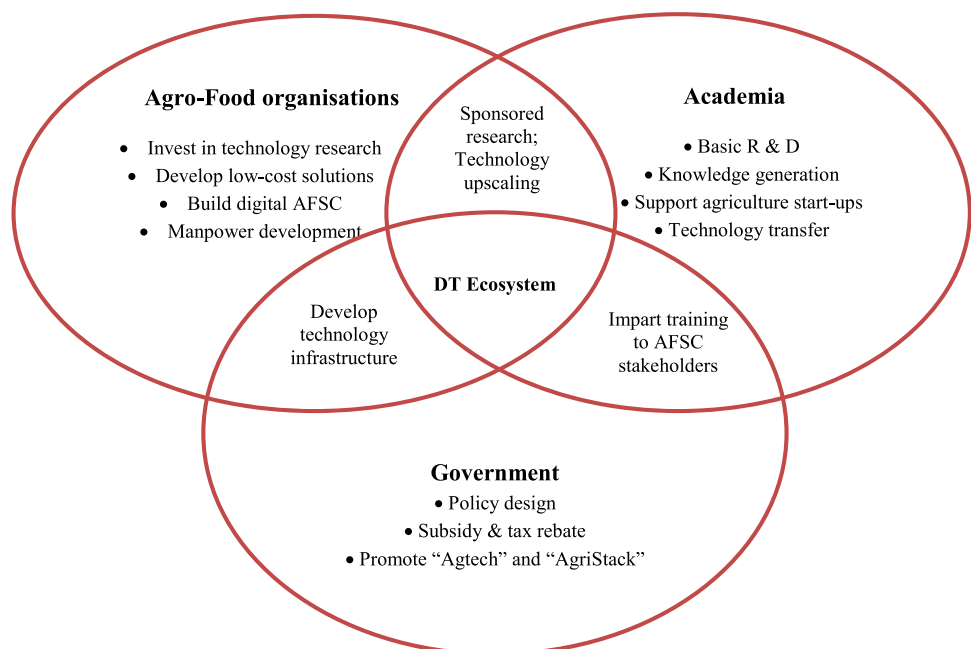 Agro-Food organisations
• Invest in technology research
• Develop low-cost solutions
• Build digital AFSC
• Manpower development
Sponsored
research;
Technology
upscaling
Academia
• Basic R & D
• Knowledge generation
• Support agriculture start-ups
• Technology transfer
DT Ecosystem
Develop
technology
infrastructure
Impart training
to AFSC
stakeholders
Government
• Policy design
• Subsidy & tax rebate
• Promote “Agtech” and “AgriStack”